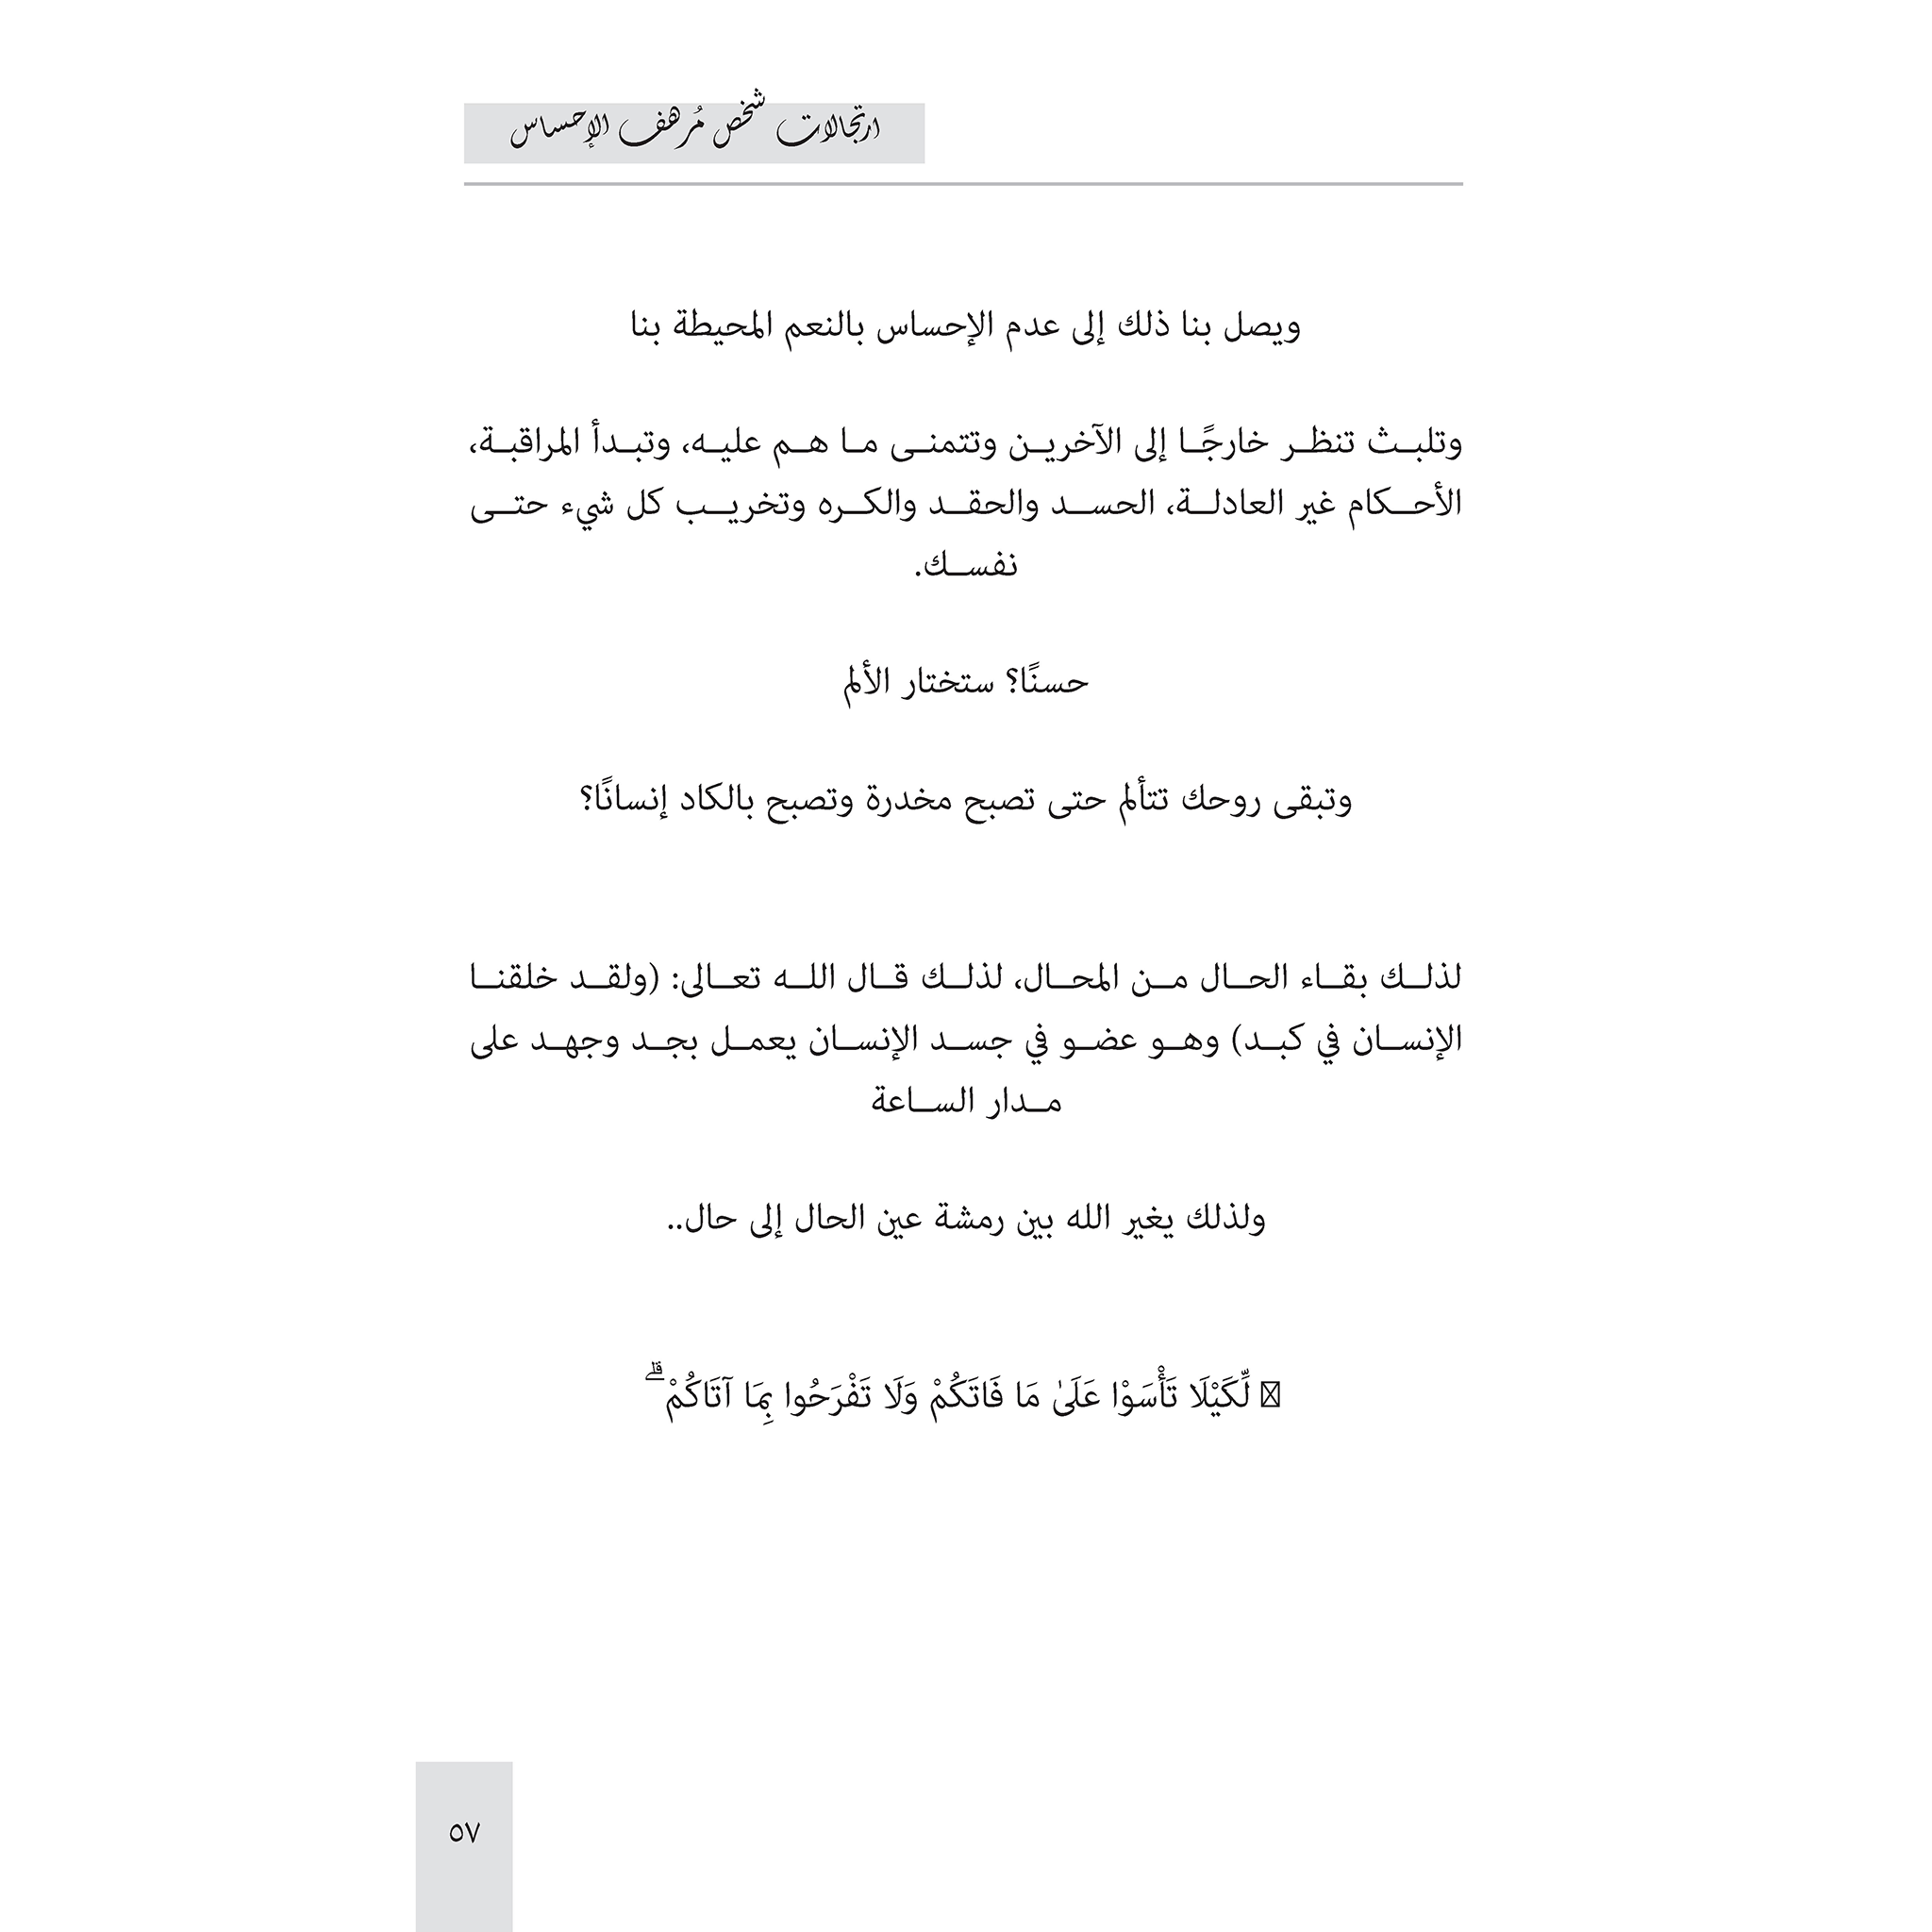 ارتجالات شخص مُرهف الإحساس
ويصل بنا ذلك إلى عدم الإحساس بالنعم المحيطة بنا
وتلبث تنظر خارجًا إلى الآخرين وتتمنى ما هم عليه، وتبدأ المراقبة،
الأحكام غير العادلة، الحسد والحقد والكره وتخريب كل شيء حتى
نفسك.
حسنًا؟ ستختار الألم
وتبقى روحك تتألم حتى تصبح مخدرة وتصبح بالكاد إنسانًا؟
لذلك بقاء الحال من المحال، لذلك قال الله تعالى: (ولقد خلقنا
الإنسان في كبد) وهو عضو في جسد الإنسان يعمل بجد وجهد على
مدار الساعة
ولذلك يغير الله بين رمشة عين الحال إلى حال..
لِّكَيْلَا تَأْسَوْا عَلَىٰ مَا فَاتَكُمْ وَلَا تَفْرَحُوا بِمَا آتَاكُمْ ۗ
٥٧